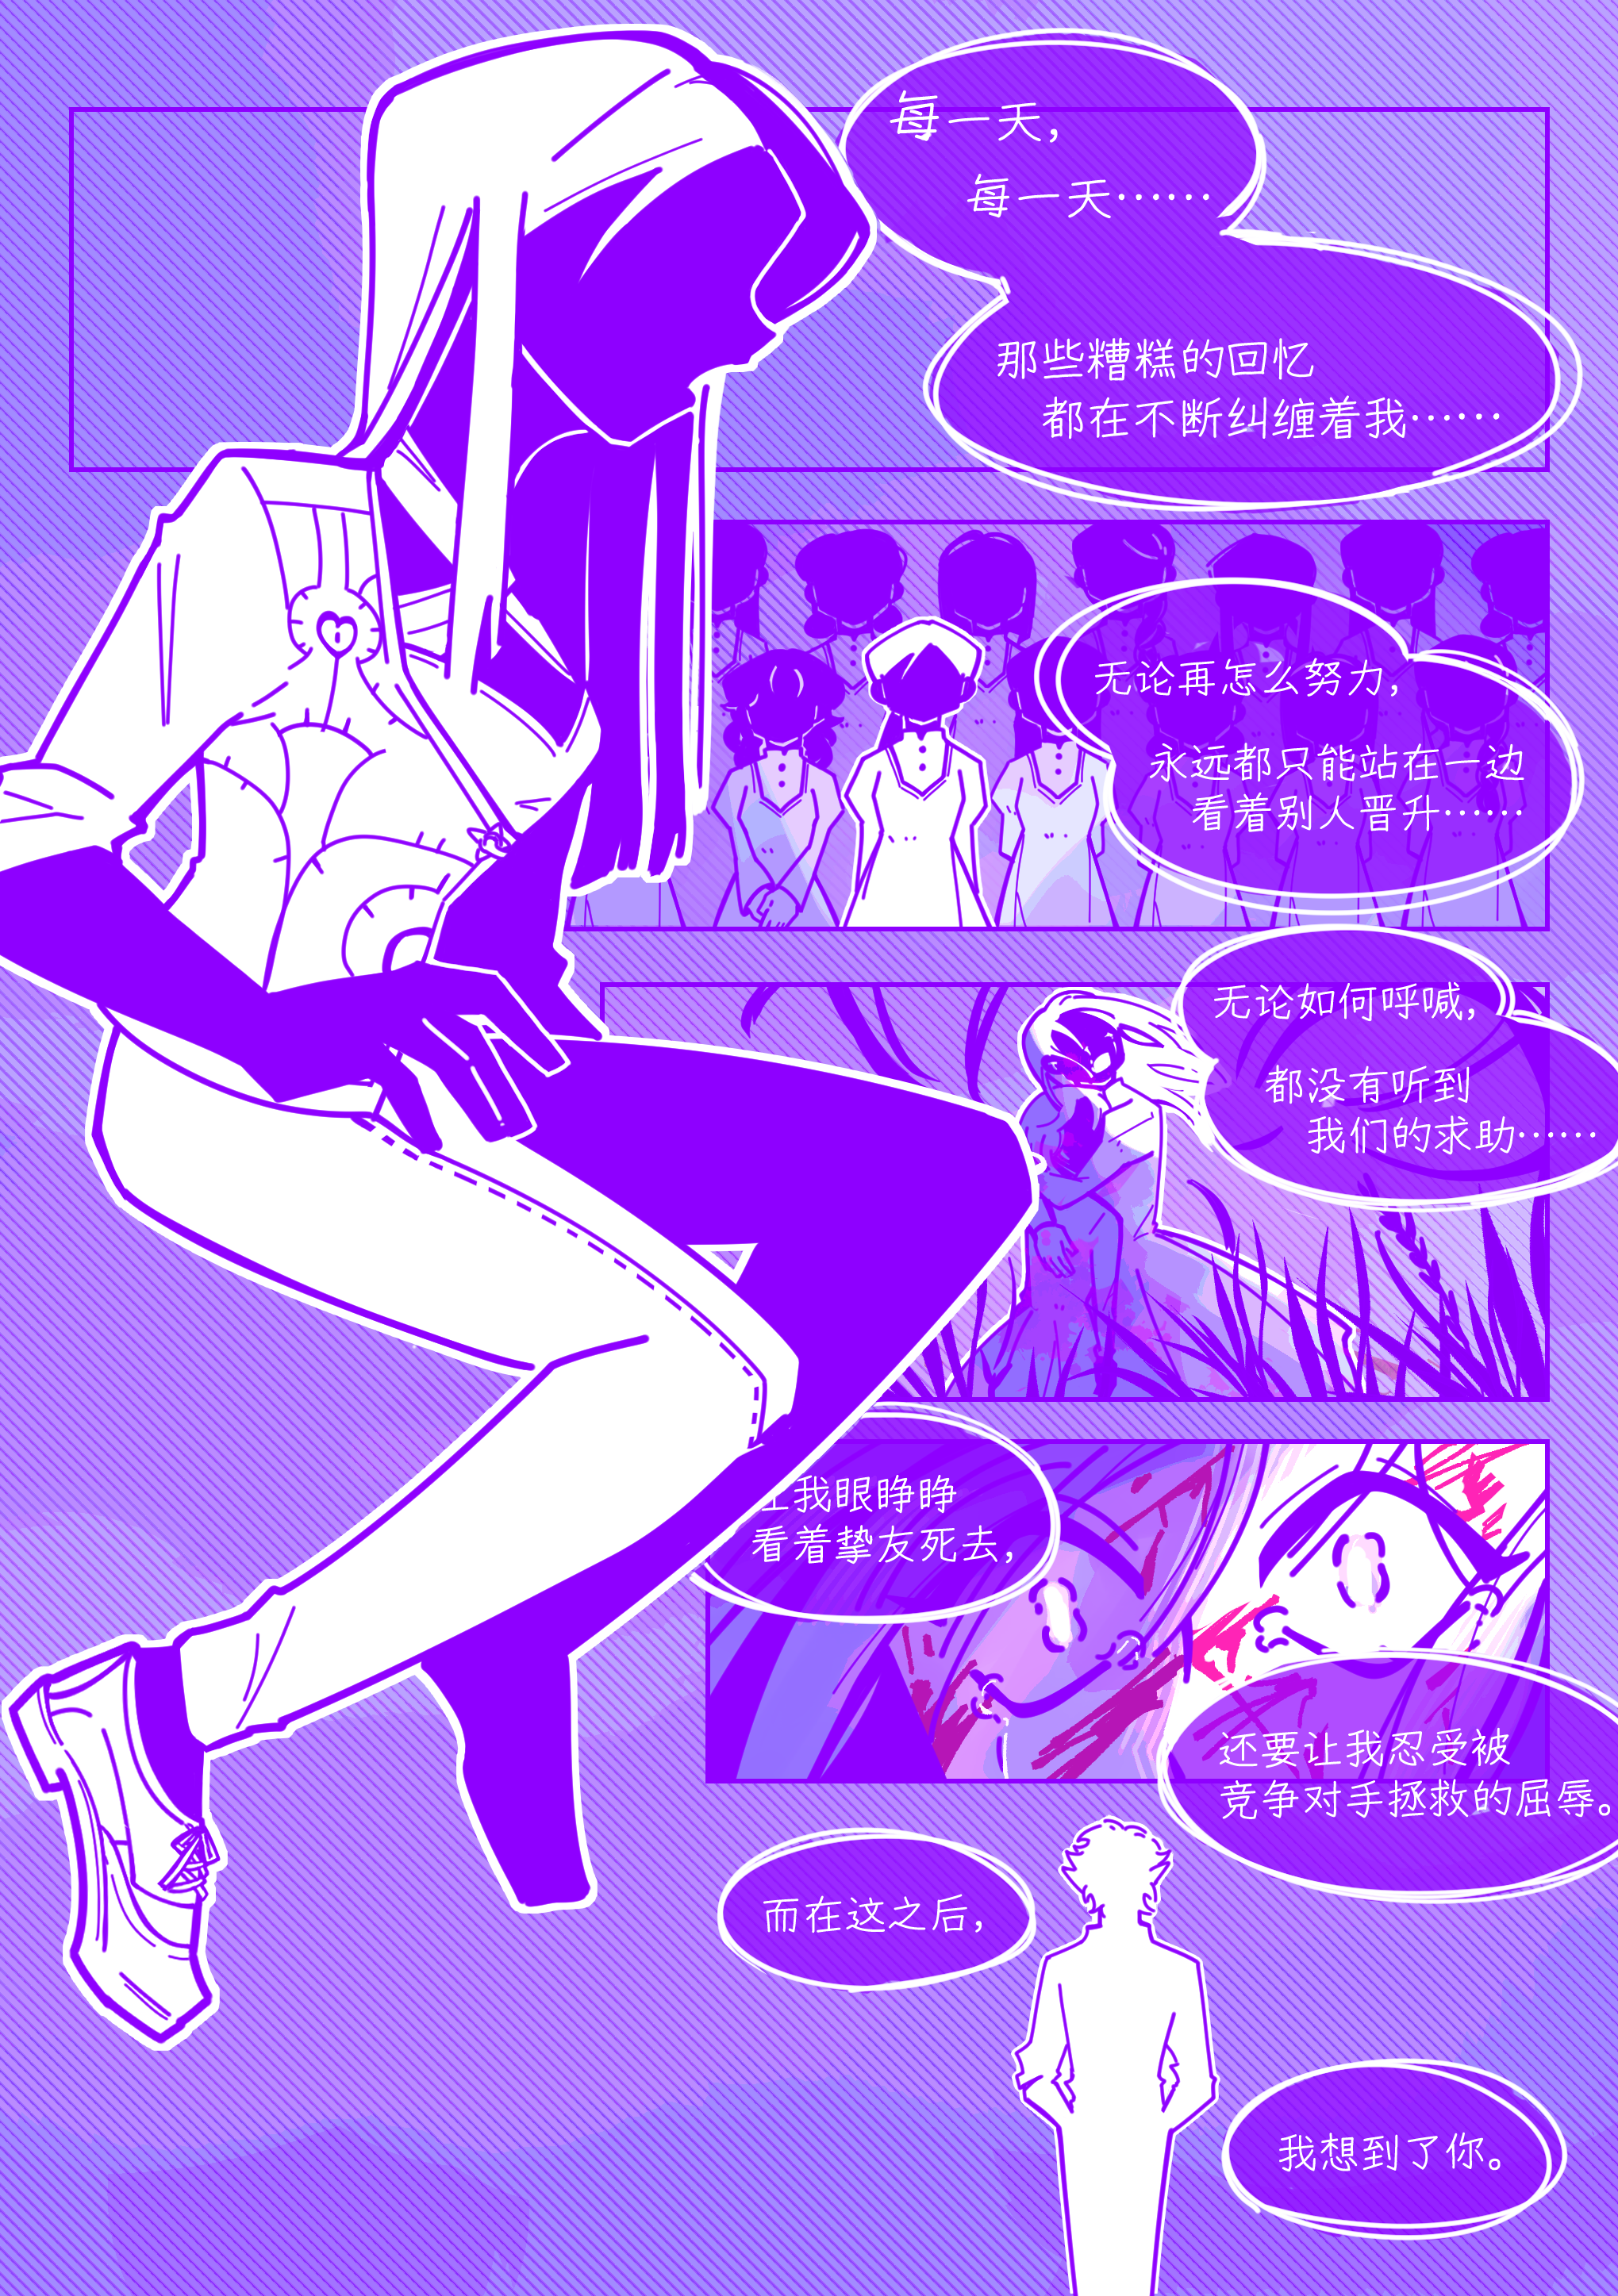 每一天，
每一天……
那些糟糕的回忆
都在不断纠缠着我……
无论再怎么努力，
永远都只能站在一边
看着别人晋升……
无论如何呼喊，
都没有听到
我们的求助……
我眼睁睁
看着挚友死去，
还要让我忍受被
竞争对手拯救的屈辱。
而在这之后，
我想到了你。